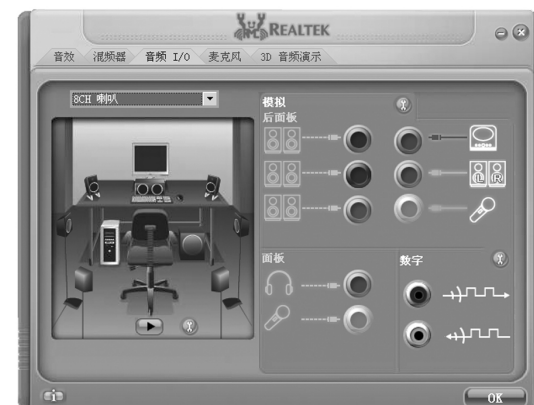 REALTEK
音效 混频器 音频 I/O 麦克风 3D 音频演示
8CH 喇叭
模拟
后面板
(L) (R)
面板
数字
OK